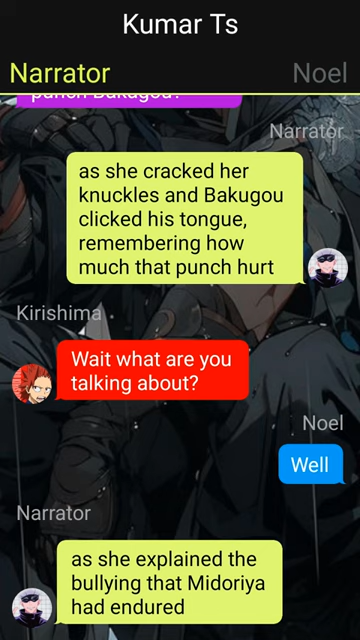 Kumar Ts
Narrator
Noel
punch Bakugou?
Narrator
as she cracked her
knuckles and Bakugou
clicked his tongue,
remembering how
much that punch hurt
Kirishima
Wait what are you
talking about?
Noel
Well
Narrator
as she explained the
bullying that Midoriya
had endured